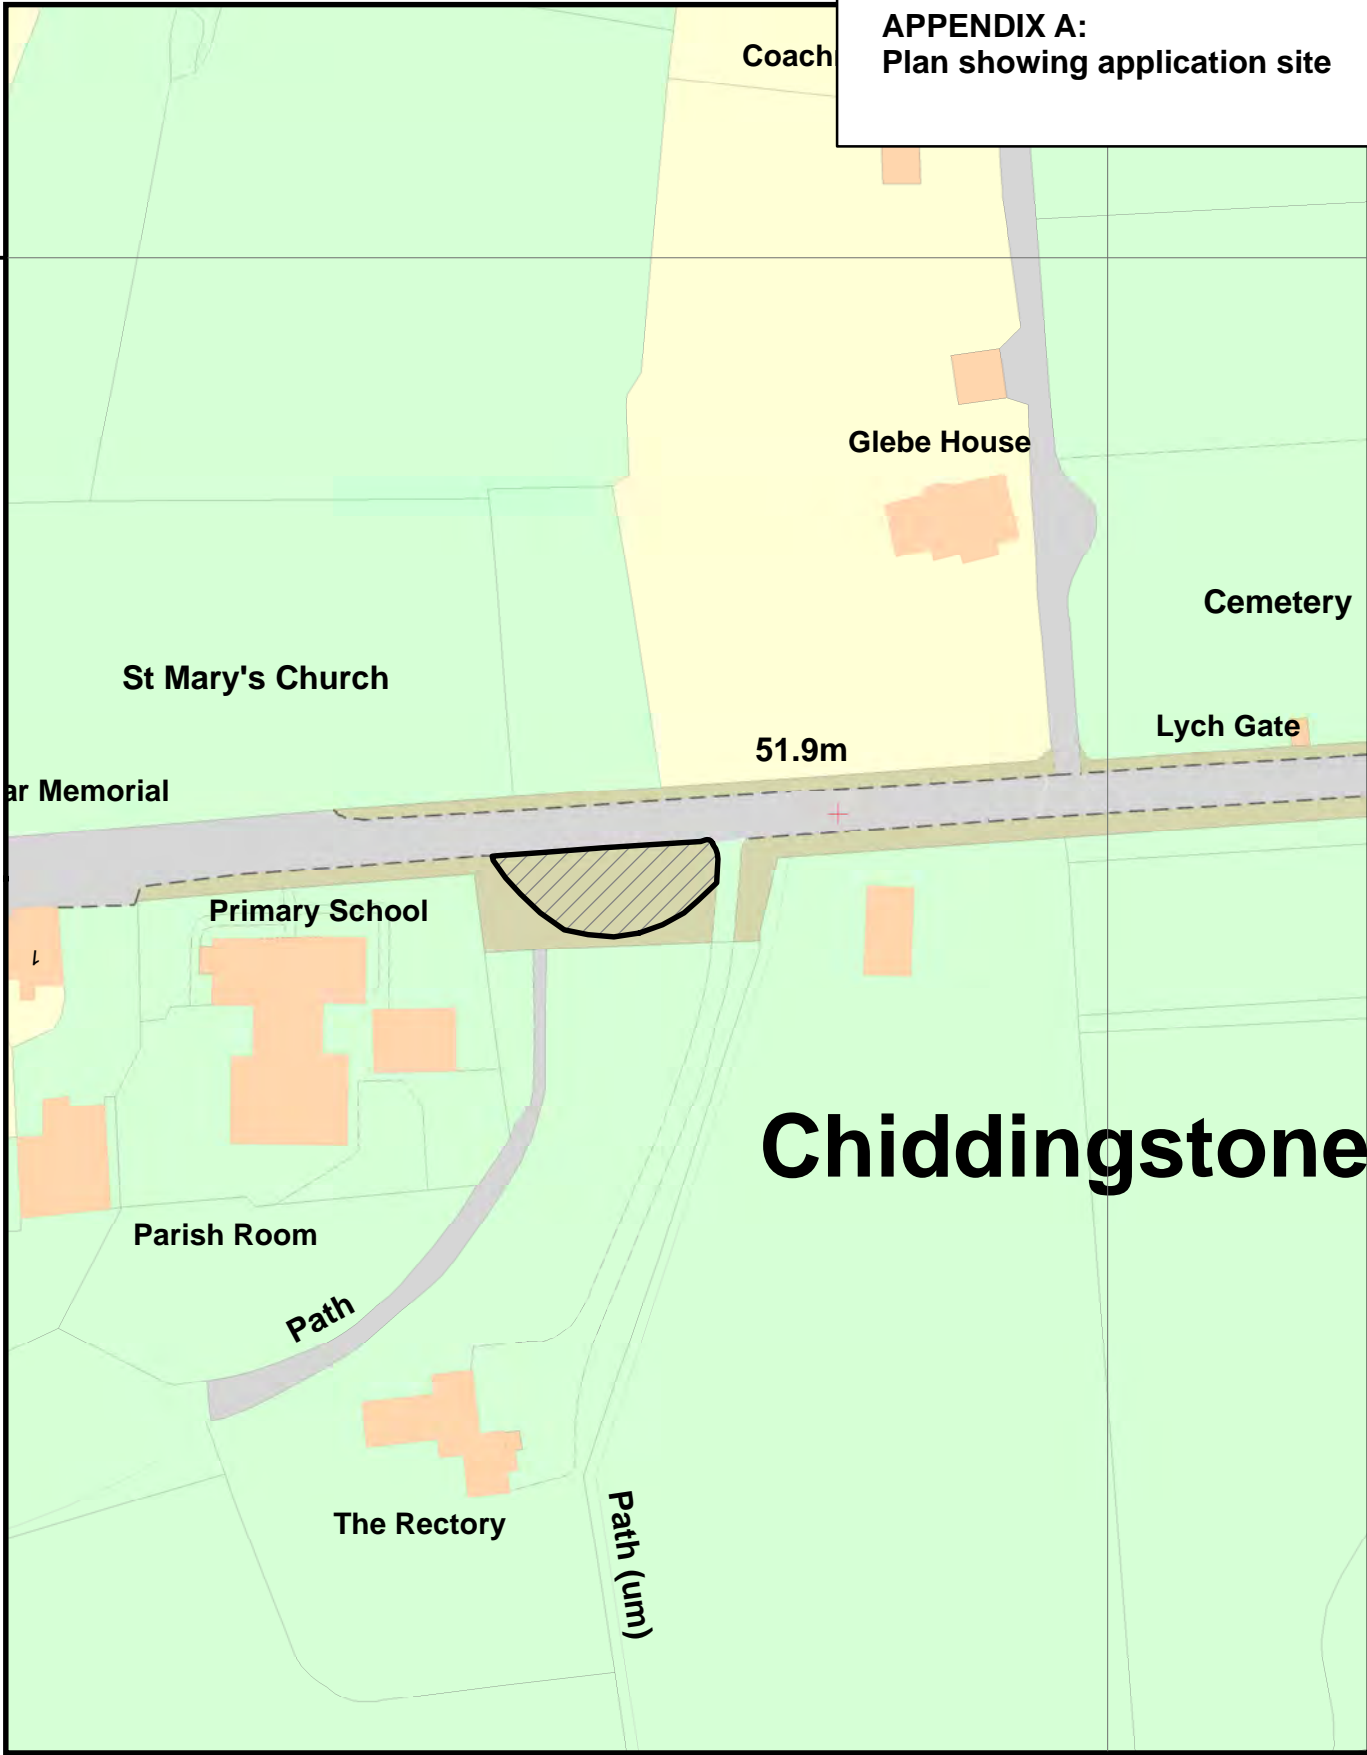 APPENDIX A:
Plan showing application site
Coach
Glebe House
Cemetery
St Mary's Church
Lych Gate
51.9m
ar Memorial
Primary School
1
Chiddingstone
Parish Room
Path
The Rectory
Path (um)